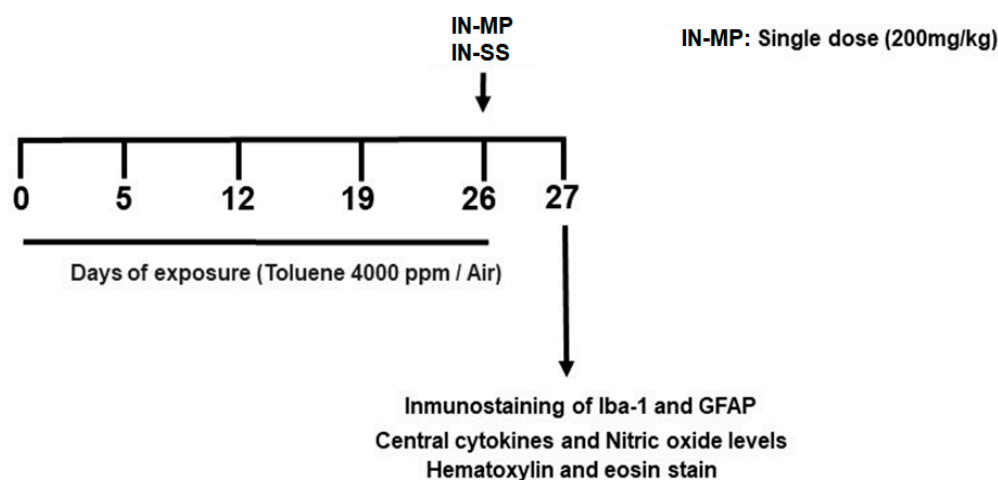 IN-MP
IN-SS
IN-MP: Single dose (200mg/kg)
0 5 12 19 26 27
Days of exposure (Toluene 4000 ppm / Air)
Inmunostaining of Iba-1 and GFAP
Central cytokines and Nitric oxide levels
Hematoxylin and eosin stain